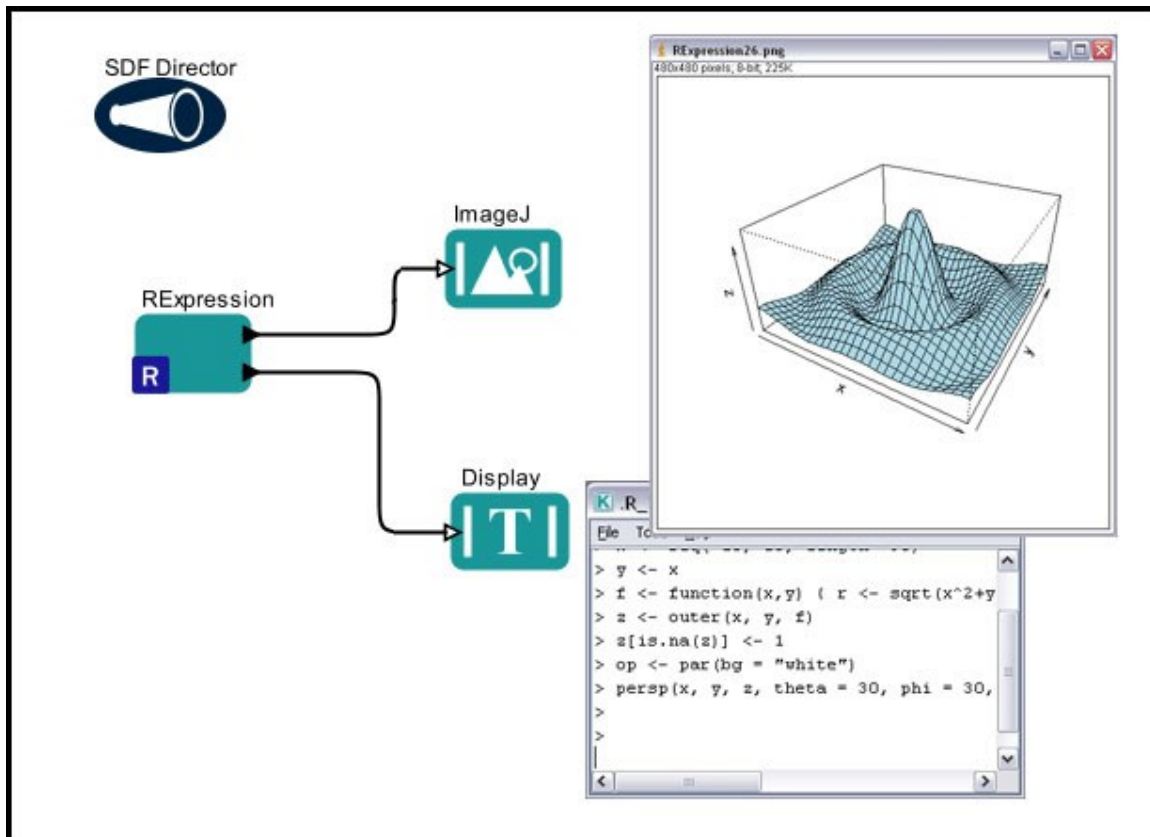 SDF Director
ImageJ
RExpression
R
Display
T
RExpression26.png
480x480 pixels; 8-bit; 225K
z
x
y
K .R_
File
> y <- x
> f <- function(x,y) { r <- sqrt(x^2+y
> z <- outer(x, y, f)
> z[is.na(z)] <- 1
> op <- par(bg = "white")
> persp(x, y, z, theta = 30, phi = 30,
>
>